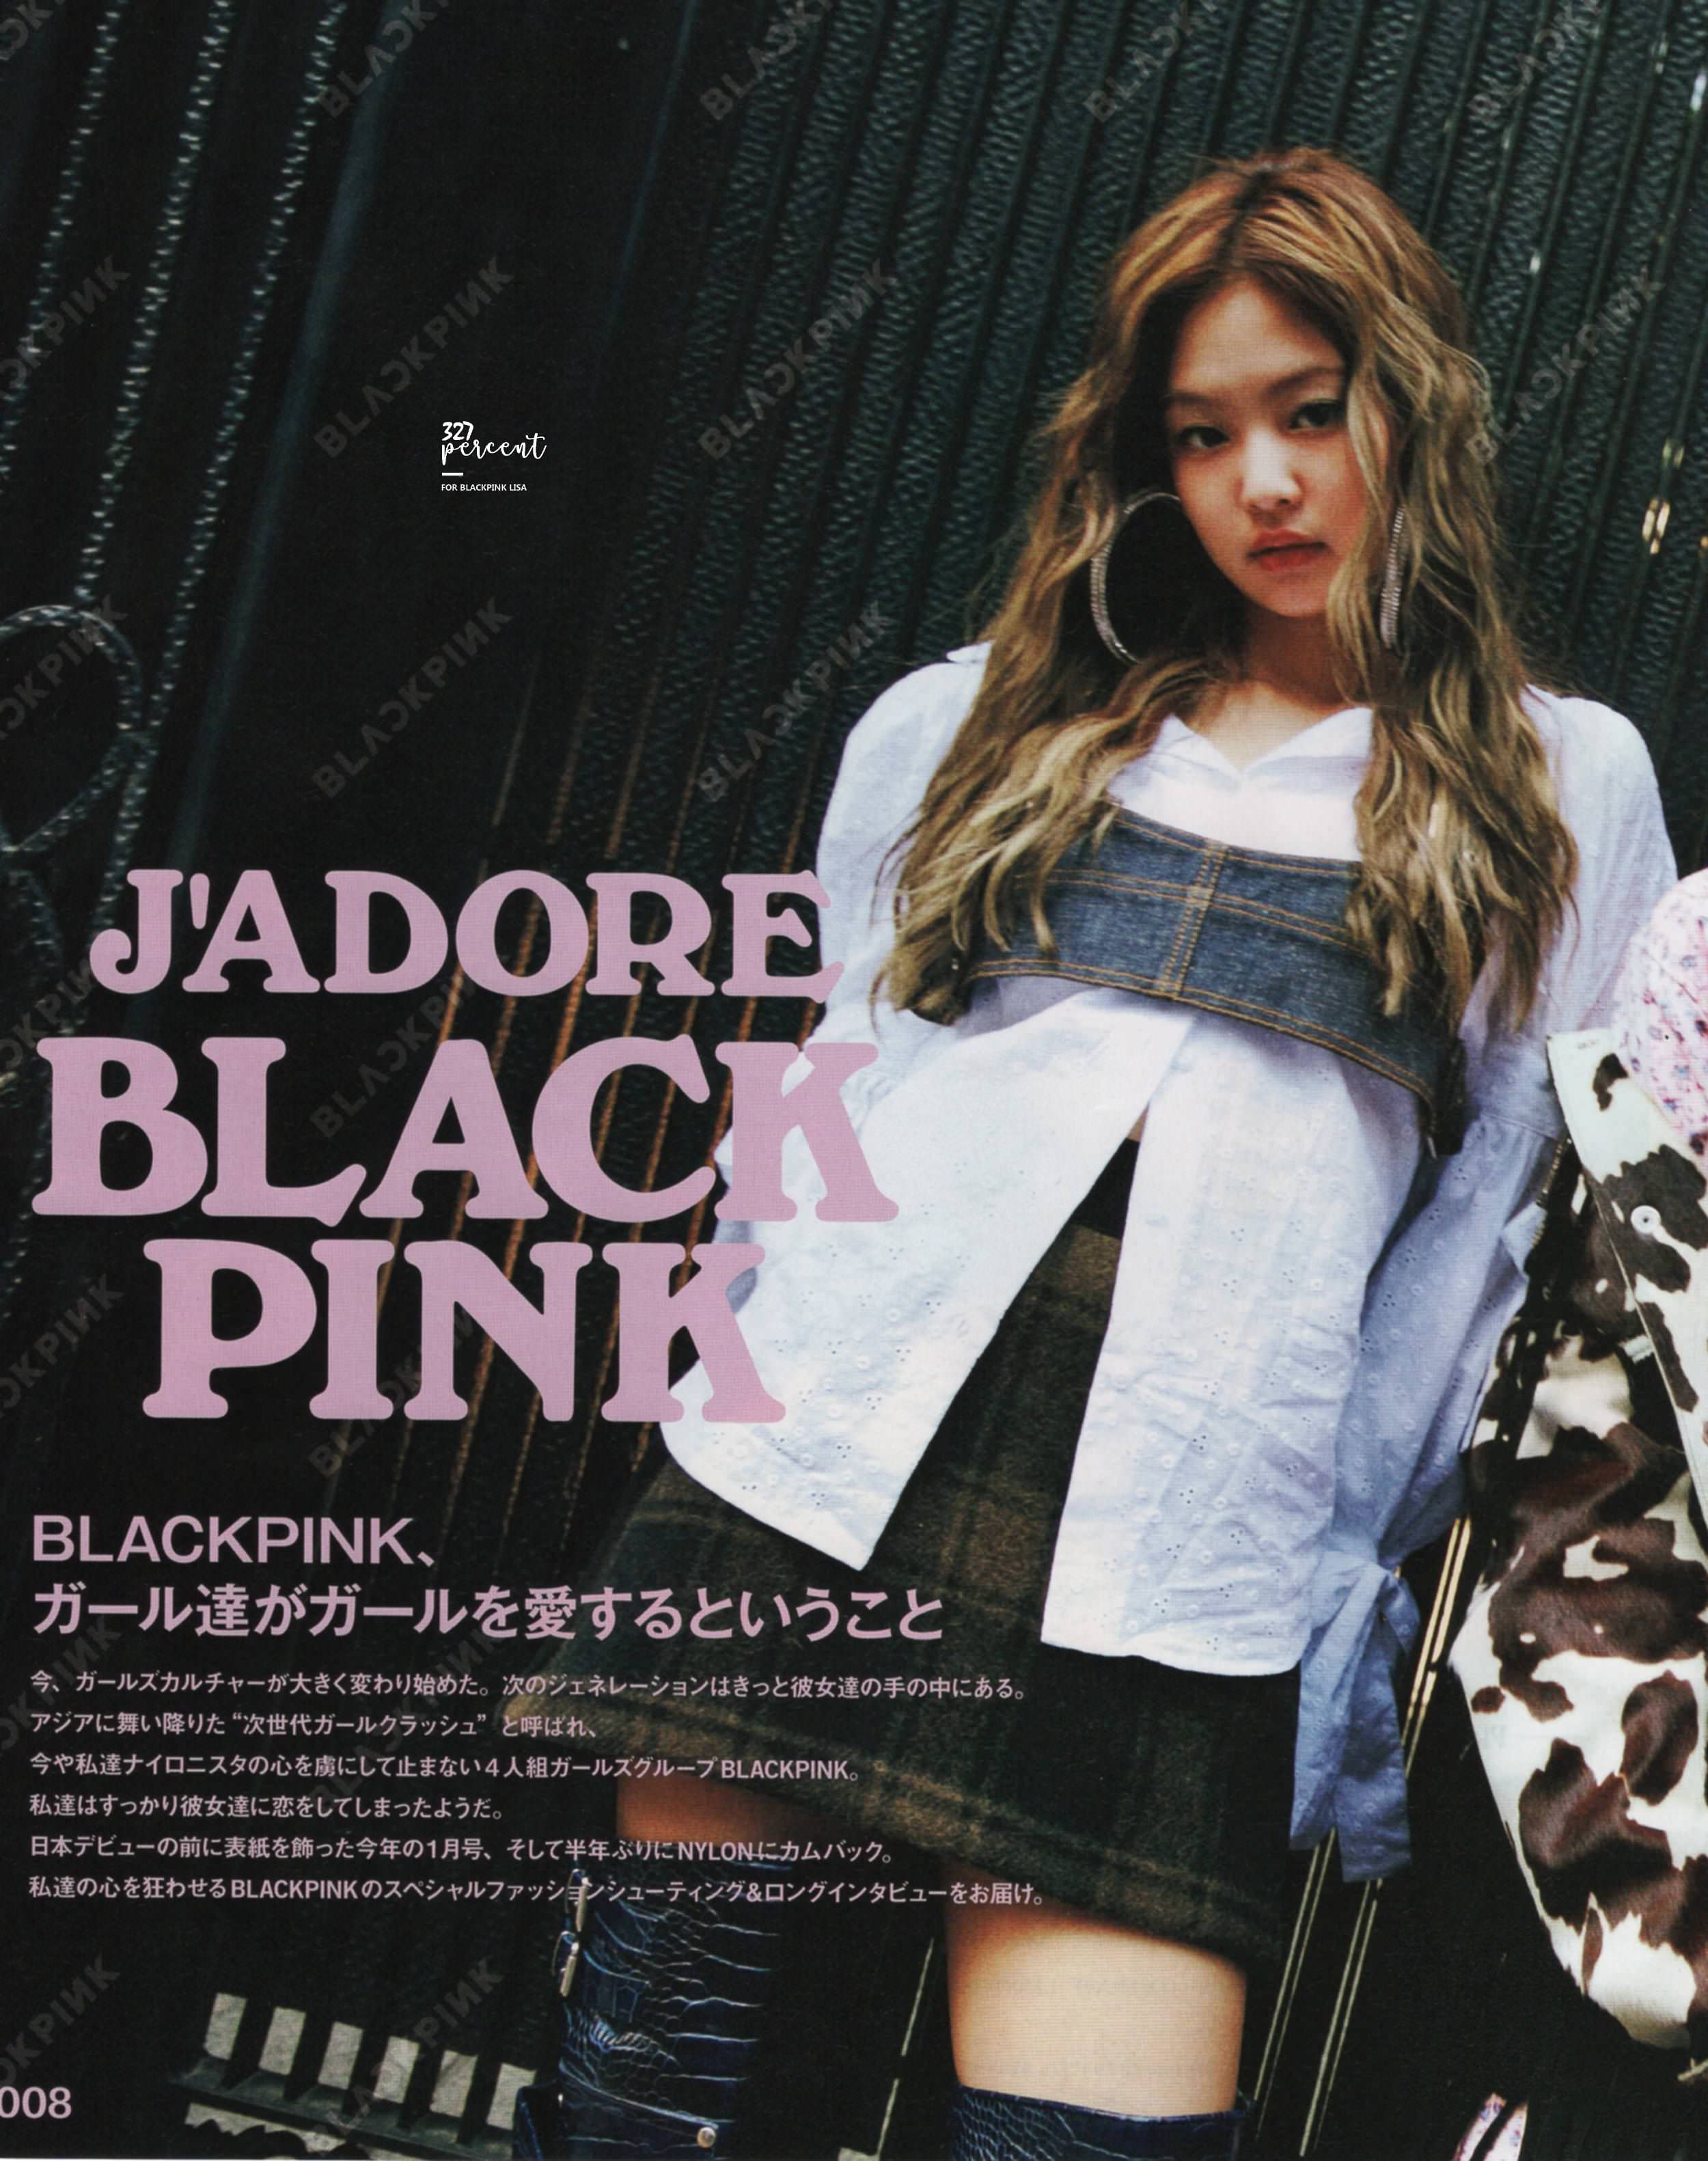 327
percent
FOR BLACKPINK LISA
J'ADORE
BLACK
PINK
BLACKPINK、
ガール達がガールを愛するということ
今、ガールズカルチャーが大きく変わり始めた。次のジェネレーションはきっと彼女達の手の中にある。
アジアに舞い降りた“次世代ガールクラッシュ”と呼ばれ、
今や私達ナイロニスタの心を虜にして止まない4人組ガールズグループBLACKPINK。
私達はすっかり彼女達に恋をしてしまったようだ。
日本デビューの前に表紙を飾った今年の1月号、そして半年ぶりにNYLONにカムバック。
私達の心を狂わせるBLACKPINKのスペシャルファッションシューティング&ロングインタビューをお届け。
008